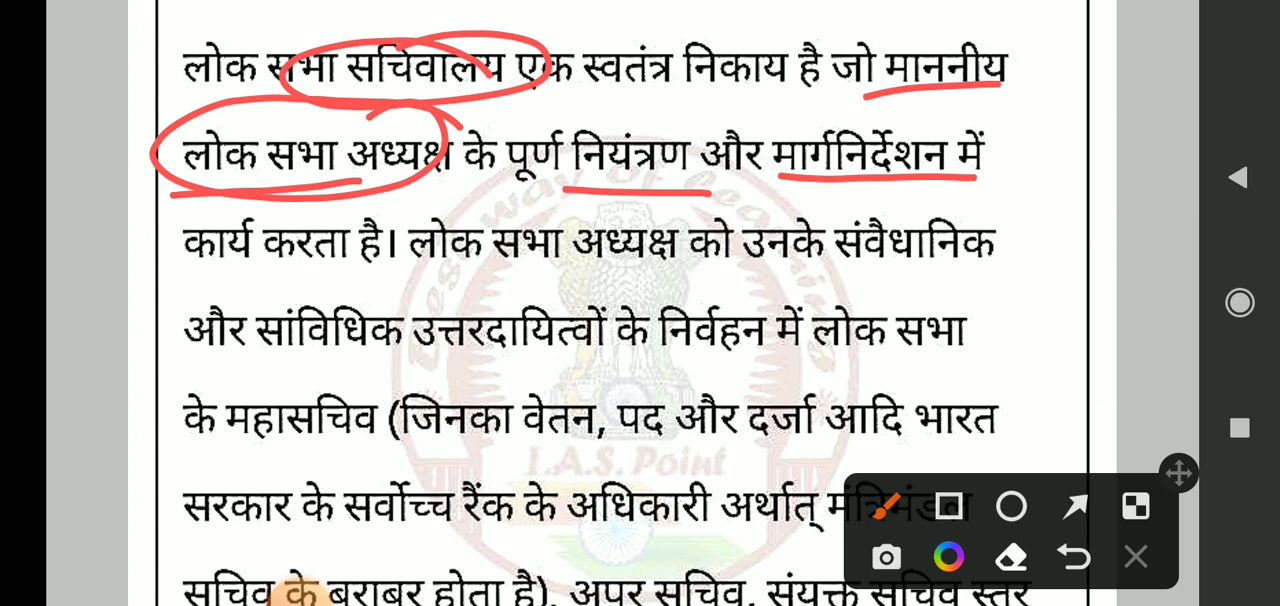 लोक सभा सचिवालय एक स्वतंत्र निकाय है जो माननीय
लोक सभा अध्यक्ष के पूर्ण नियंत्रण और मार्गनिर्देशन में
कार्य करता है। लोक सभा अध्यक्ष को उनके संवैधानिक
और सांविधिक उत्तरदायित्वों के निर्वहन में लोक सभा
के महासचिव (जिनका वेतन, पद और दर्जा आदि भारत
I.A.S. Point
सरकार के सर्वोच्च रैंक के अधिकारी अर्थात् मंत्रिमंडल
सचिव के बराबर होता है), अपर सचिव, संयुक्त सचिव स्तर